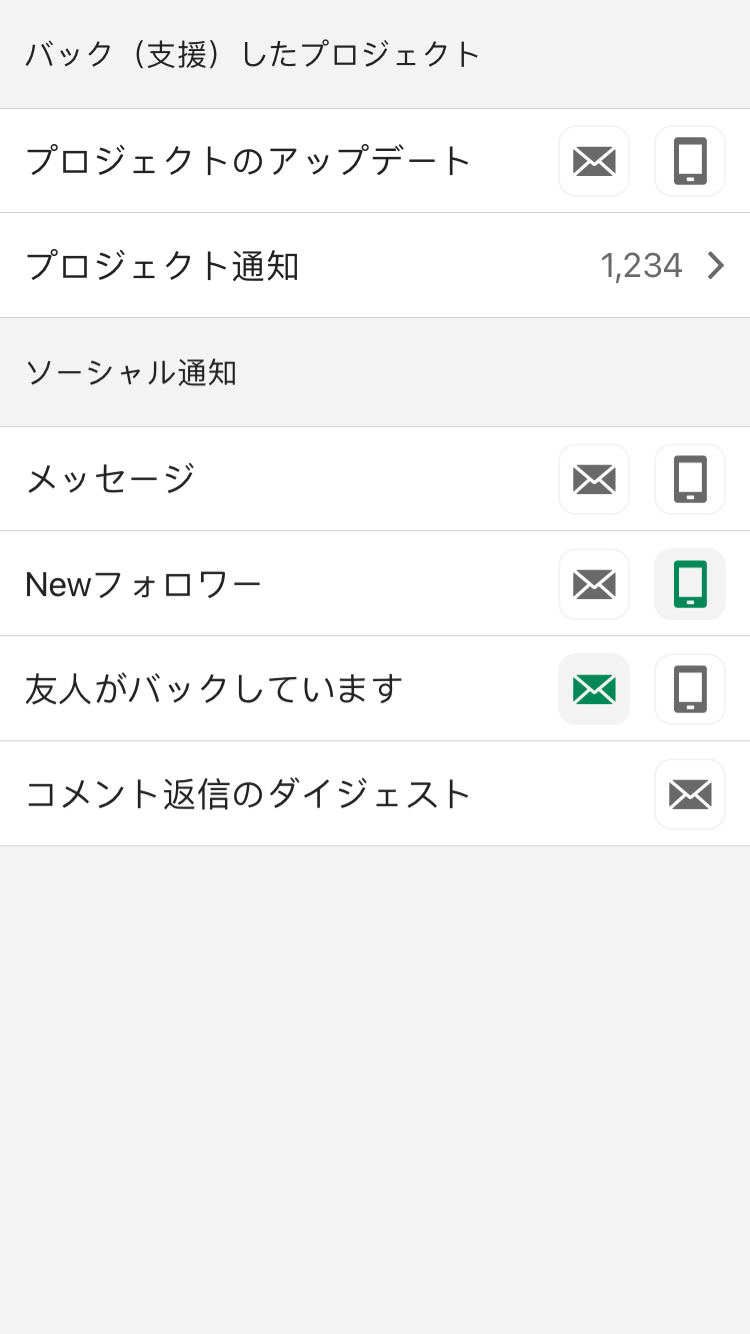 バック（支援）したプロジェクト
プロジェクトのアップデート
プロジェクト通知 1,234
ソーシャル通知
メッセージ
Newフォロワー
友人がバックしています
コメント返信のダイジェスト